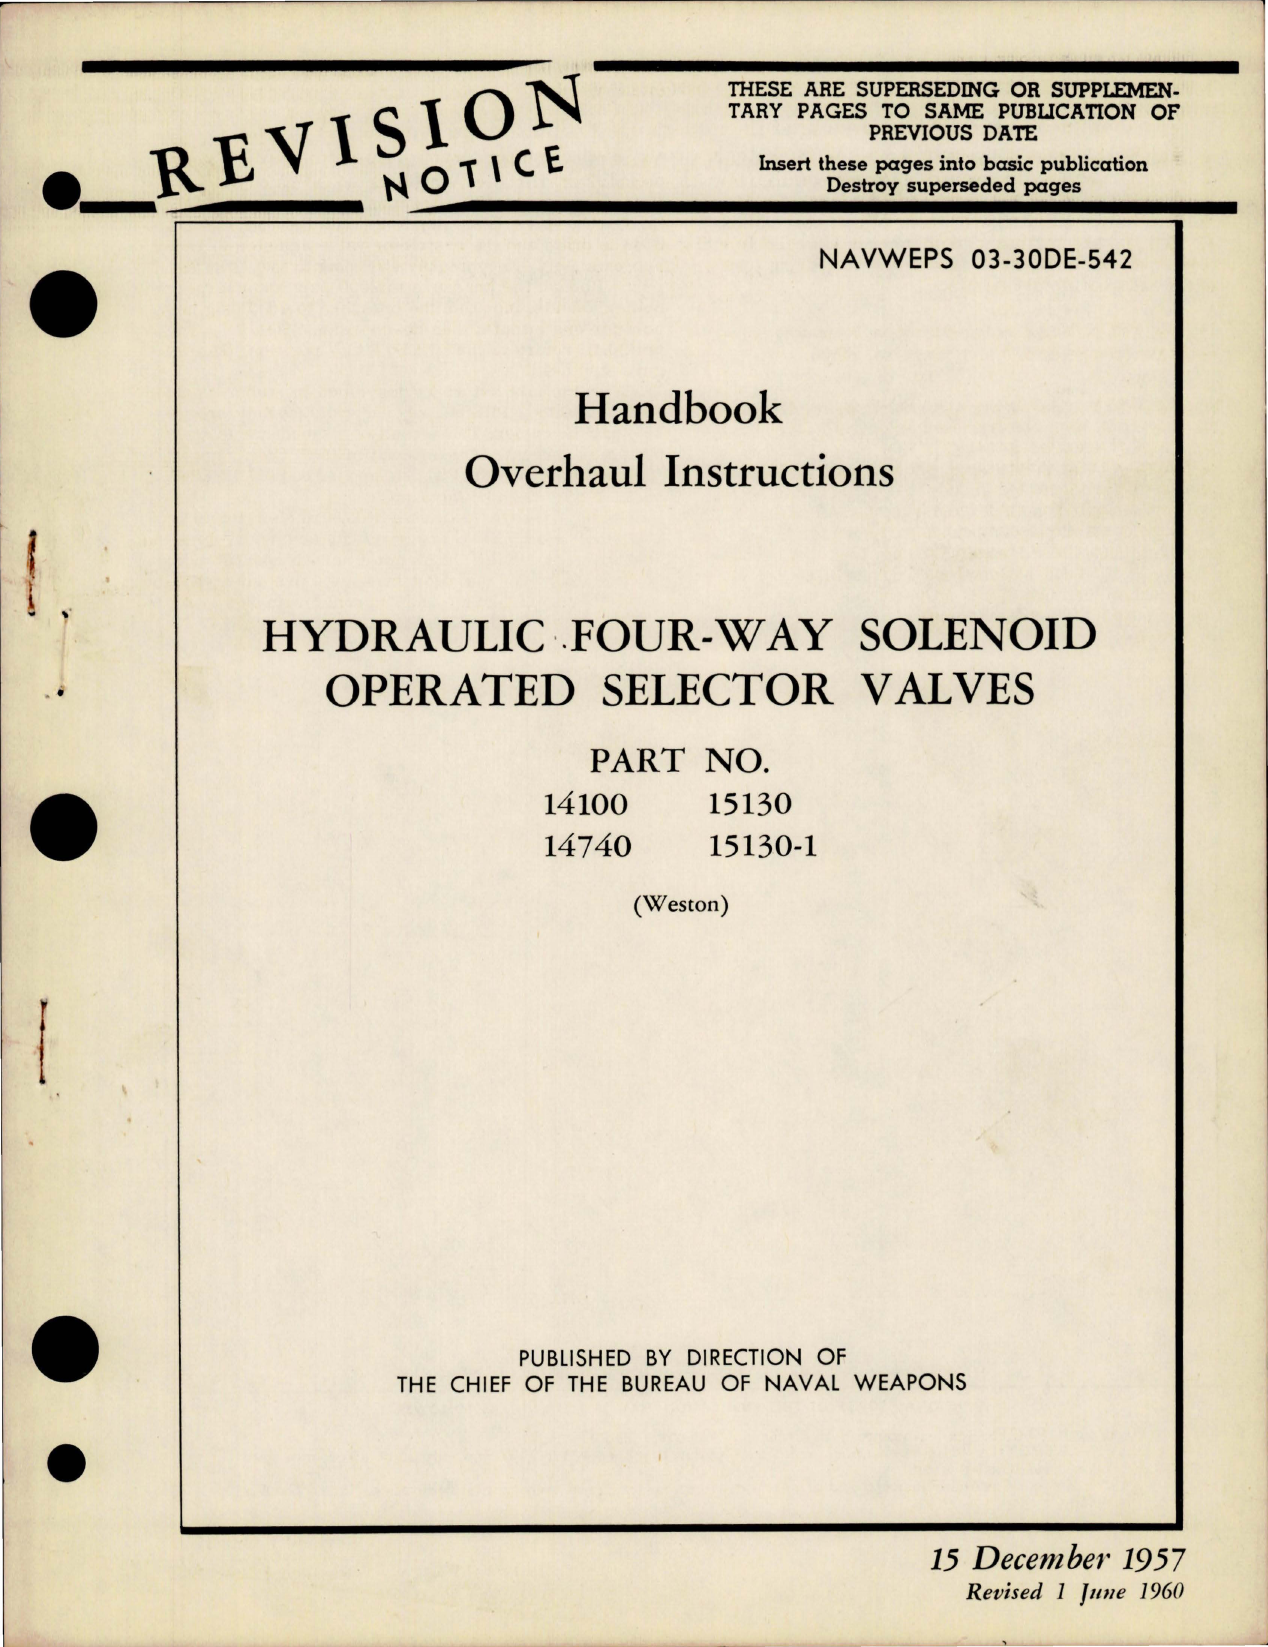 REVISION
NOTICE
THESE ARE SUPERSEDING OR SUPPLEMEN-
TARY PAGES TO SAME PUBLICATION OF
PREVIOUS DATE
Insert these pages into basic publication
Destroy superseded pages
NAVWEPS 03-30DE-542
Handbook
Overhaul Instructions
HYDRAULIC FOUR-WAY SOLENOID
OPERATED SELECTOR VALVES
PART NO.
14100 15130
14740 15130-1
(Weston)
PUBLISHED BY DIRECTION OF
THE CHIEF OF THE BUREAU OF NAVAL WEAPONS
15 December 1957
Revised 1 June 1960